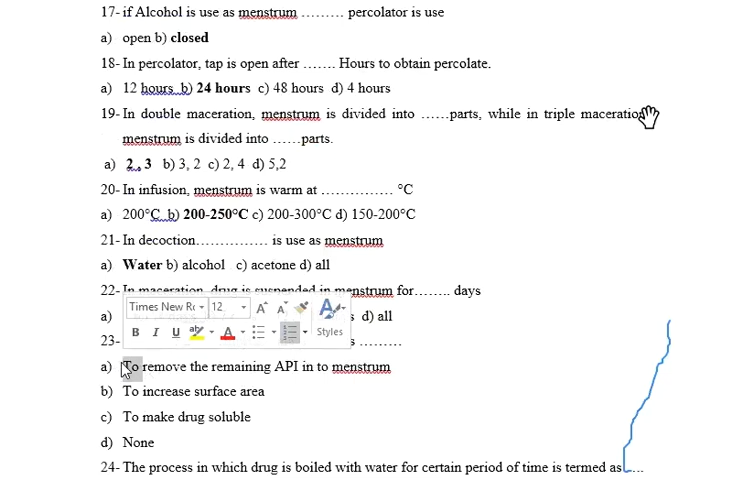 17- if Alcohol is use as menstrum ……… percolator is use
a) open b) closed
18- In percolator, tap is open after ……. Hours to obtain percolate.
a) 12 hours b) 24 hours c) 48 hours d) 4 hours
19- In double maceration, menstrum is divided into ……parts, while in triple maceration
menstrum is divided into ……parts.
a) 2, 3 b) 3, 2 c) 2, 4 d) 5,2
20- In infusion, menstrum is warm at …………… °C
a) 200°C b) 200-250°C c) 200-300°C d) 150-200°C
21- In decoction…………… is use as menstrum
a) Water b) alcohol c) acetone d) all
22- In maceration, drug is suspended in menstrum for…….. days
a) d) all
Times New Ro 12
B I U ab A Styles
23- ………
a) To remove the remaining API in to menstrum
b) To increase surface area
c) To make drug soluble
d) None
24- The process in which drug is boiled with water for certain period of time is termed as ……